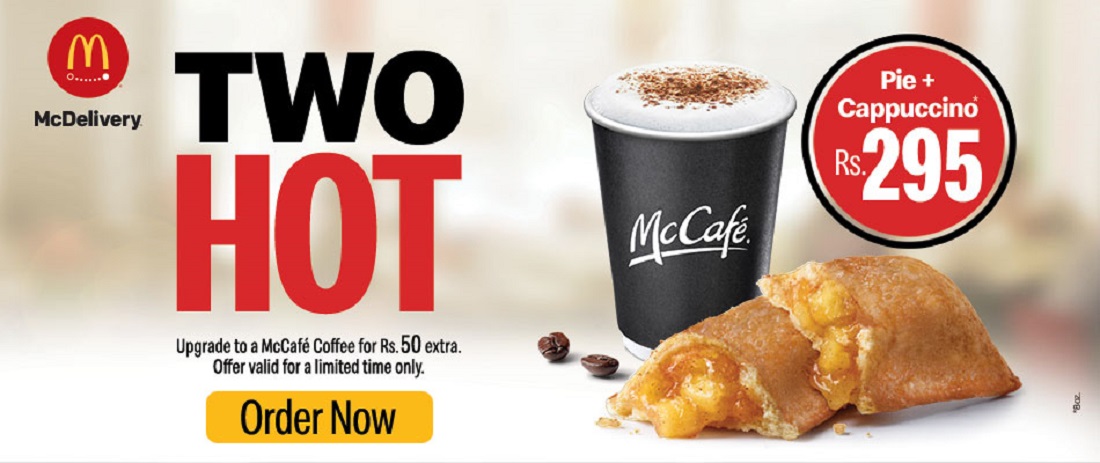 McDelivery
TWO
HOT
Upgrade to a McCafé Coffee for Rs. 50 extra.
Offer valid for a limited time only.
Order Now
McCafé.
Pie +
Cappuccino*
Rs. 295
*8oz.